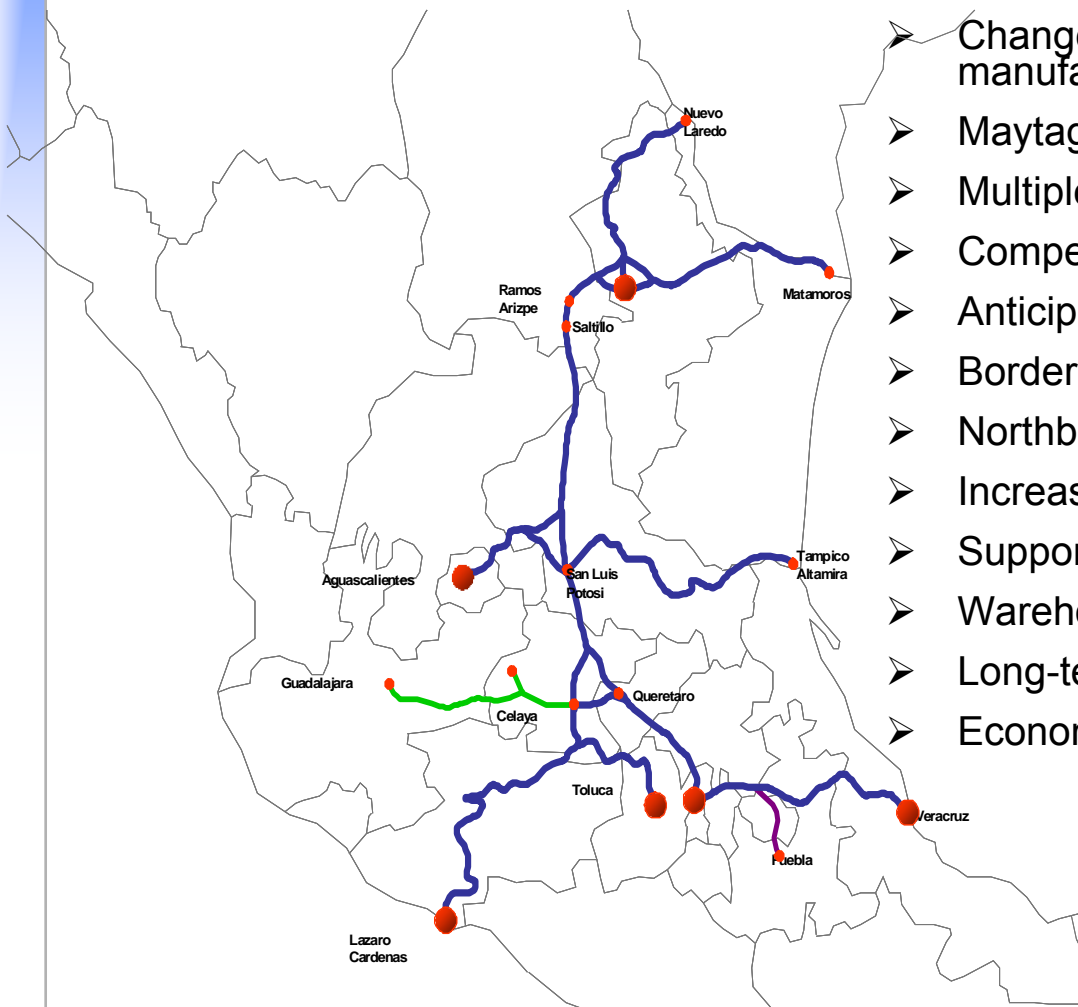 Nuevo
Laredo
Ramos
Arizpe
Saltillo
Matamoros
Aguascalientes
San Luis
Potosi
Tampico
Altamira
Guadalajara
Celaya
Queretaro
Toluca
Veracruz
Puebla
Lazaro
Cardenas
➢ Change
manufa
➢ Maytag
➢ Multiple
➢ Compe
➢ Anticip
➢ Border
➢ Northb
➢ Increas
➢ Suppor
➢ Wareho
➢ Long-te
➢ Econor